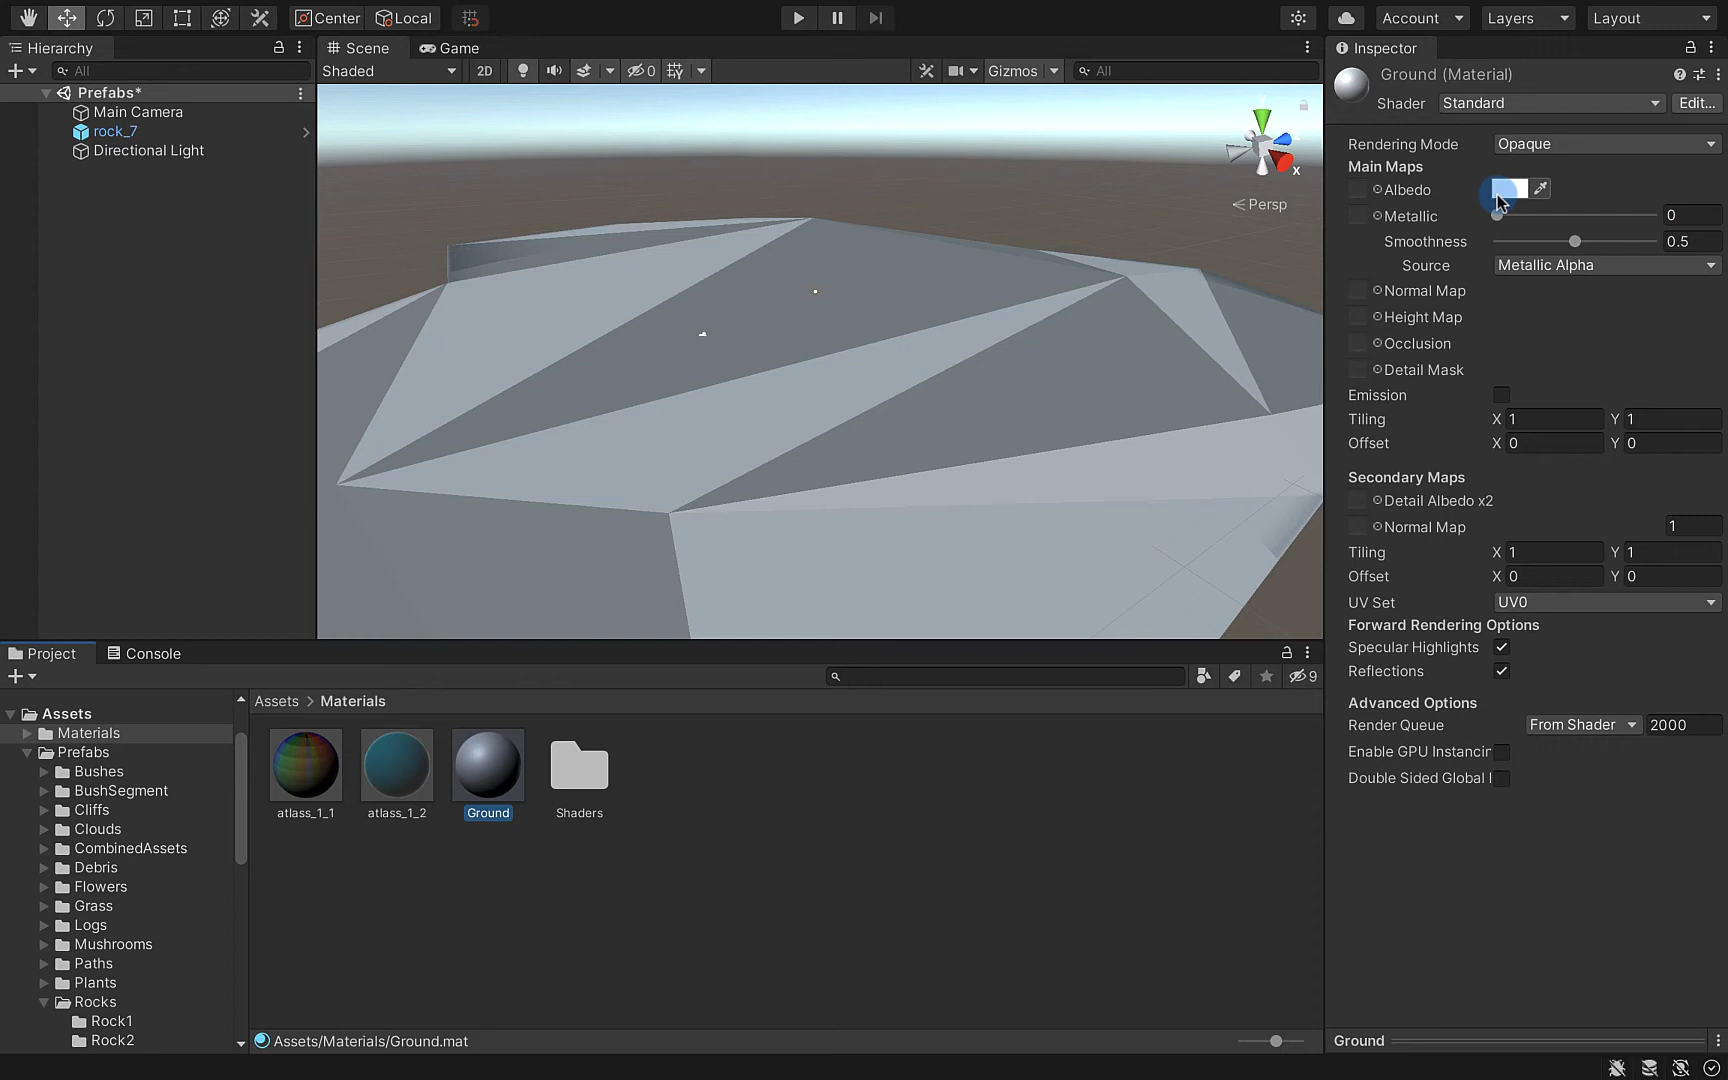 Center
Local
Account
Layers
Layout
Hierarchy
All
Prefabs*
Main Camera
rock_7
Directional Light
Scene
Game
Shaded
2D
0
Gizmos
All
x
Persp
Inspector
Ground (Material)
Shader
Standard
Edit...
Rendering Mode
Opaque
Main Maps
Albedo
Metallic
0
Smoothness
0.5
Source
Metallic Alpha
Normal Map
Height Map
Occlusion
Detail Mask
Emission
Tiling
X 1
Y 1
Offset
X 0
Y 0
Secondary Maps
Detail Albedo x2
Normal Map
1
Tiling
X 1
Y 1
Offset
X 0
Y 0
UV Set
UV0
Forward Rendering Options
Specular Highlights
Reflections
Advanced Options
Render Queue
From Shader
2000
Enable GPU Instancin
Double Sided Global I
Ground
Project
Console
9
Assets
Materials
Prefabs
Bushes
BushSegment
Cliffs
Clouds
CombinedAssets
Debris
Flowers
Grass
Logs
Mushrooms
Paths
Plants
Rocks
Rock1
Rock2
Assets > Materials
atlass_1_1
atlass_1_2
Ground
Shaders
Assets/Materials/Ground.mat